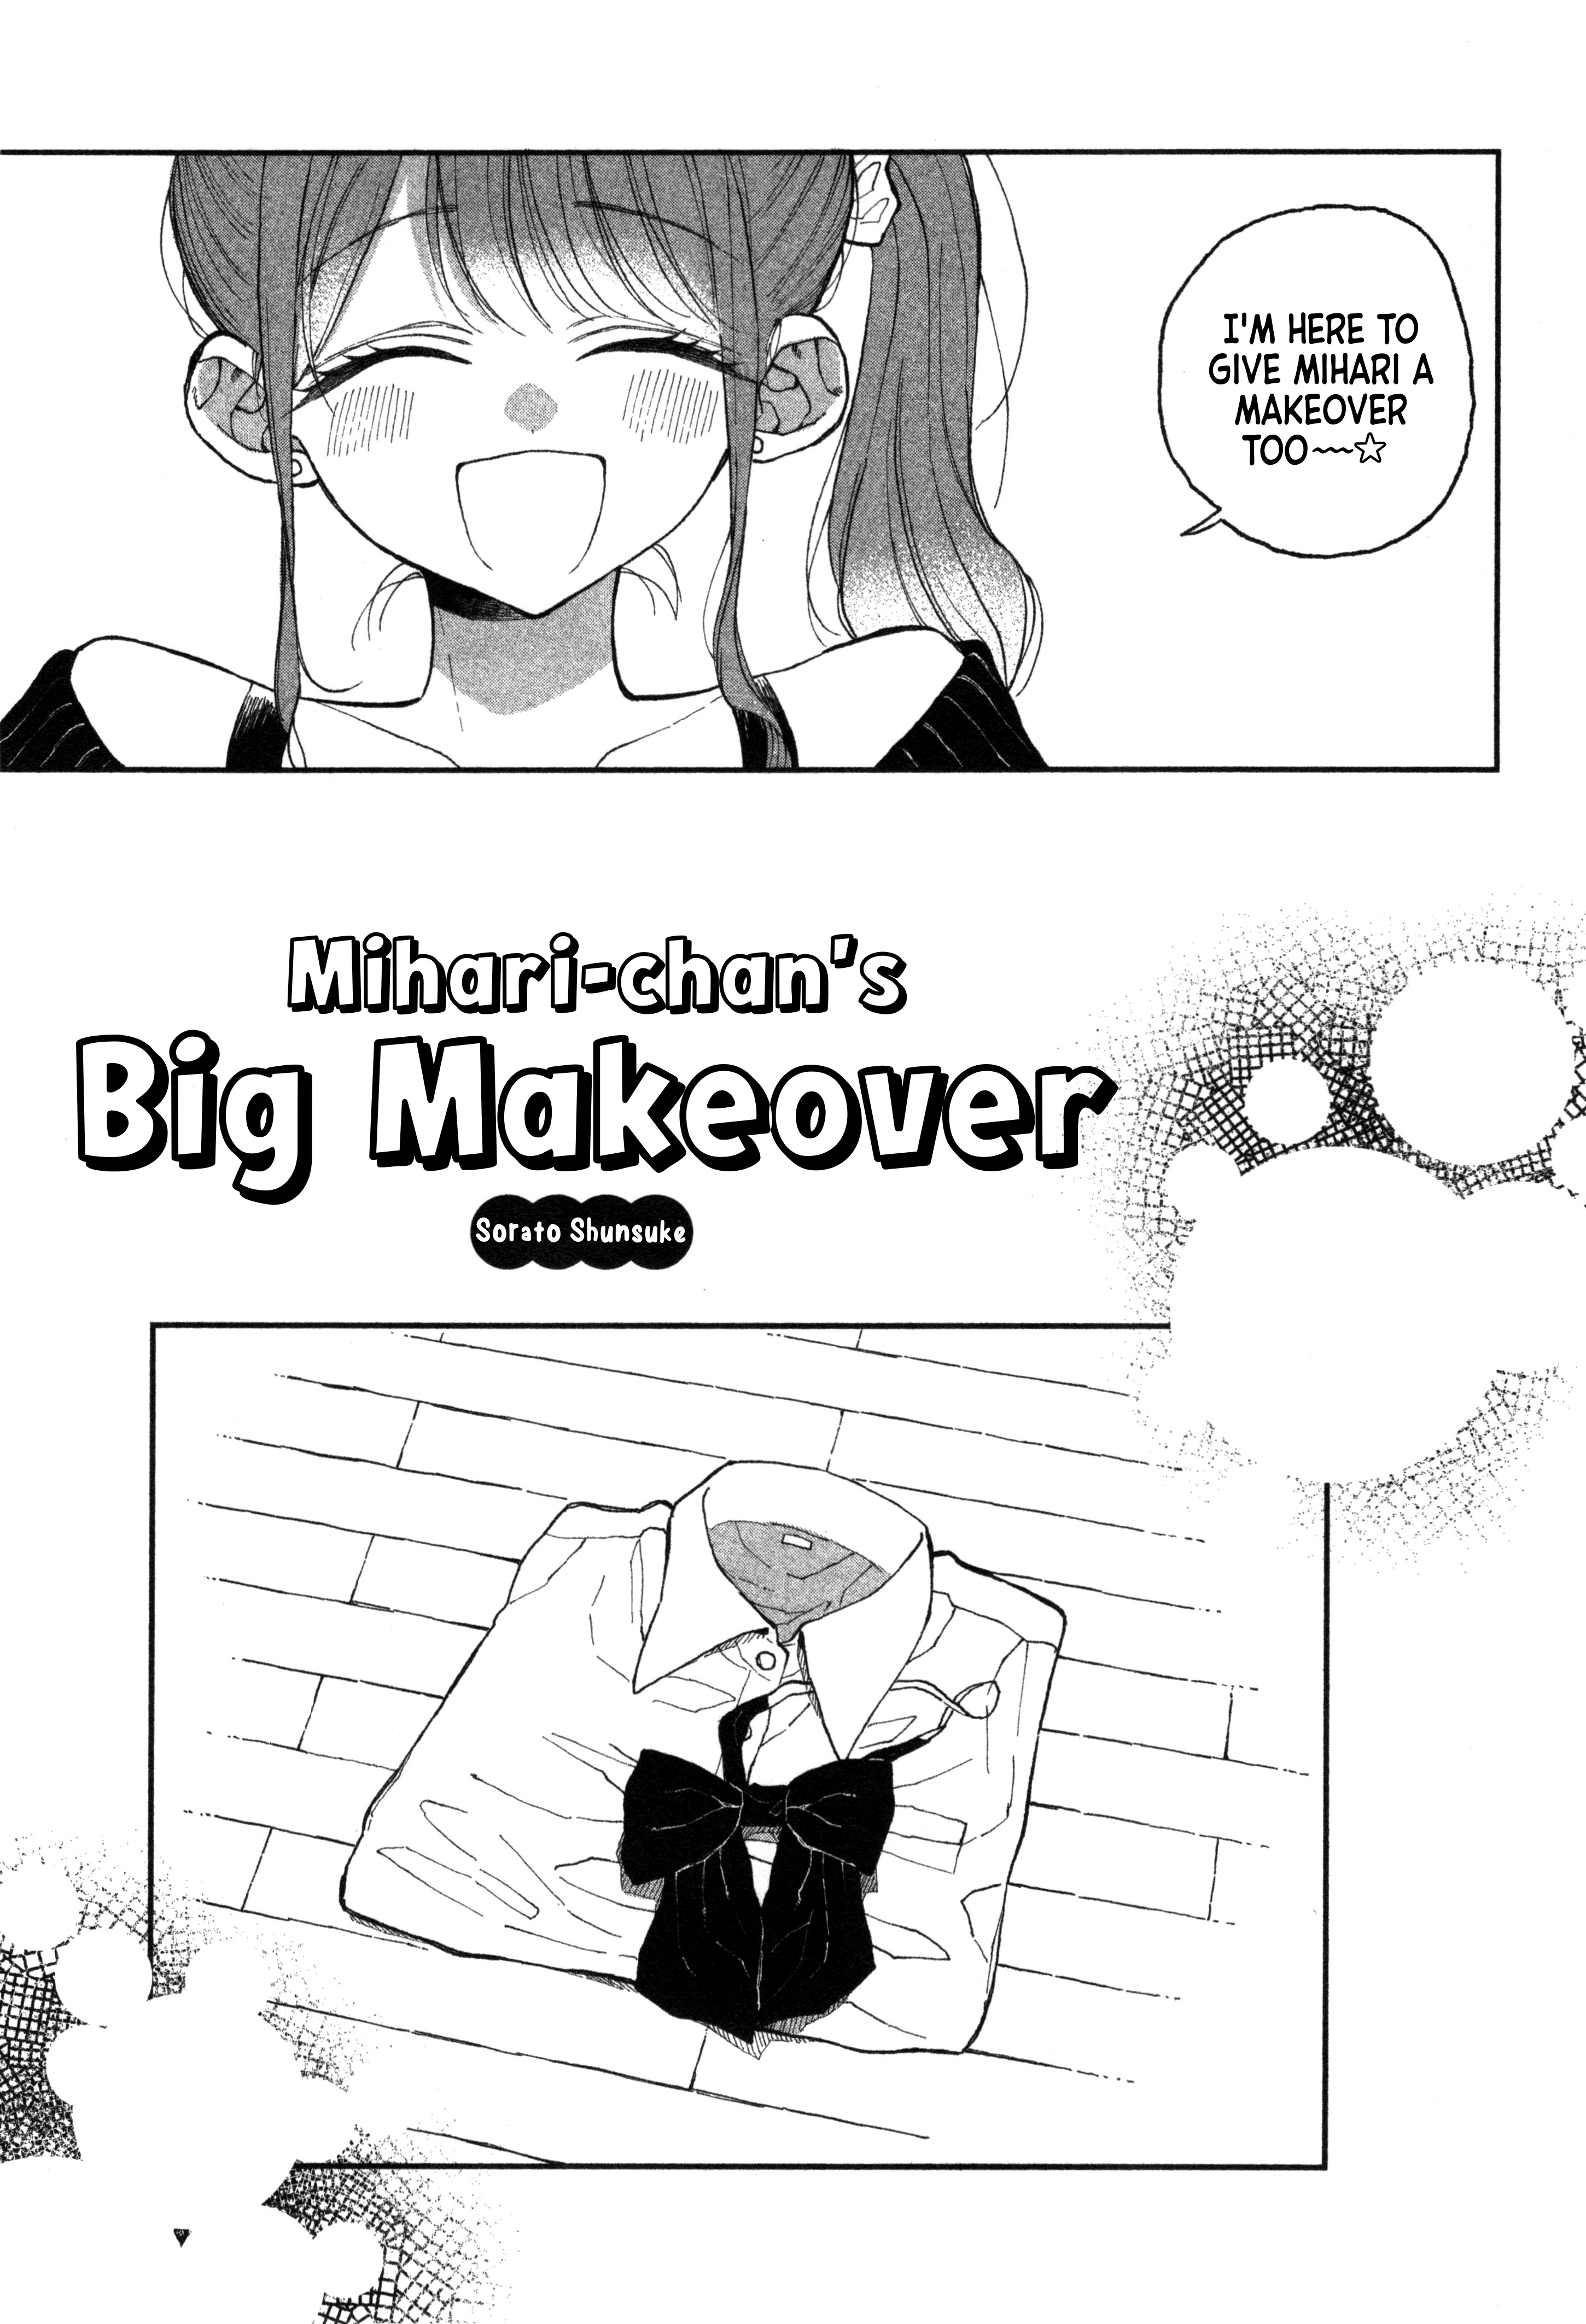 I'M HERE TO
GIVE MIHARI A
MAKEOVER
TOO~~☆
Mihari-chan's
Big Makeover
Sorato Shunsuke